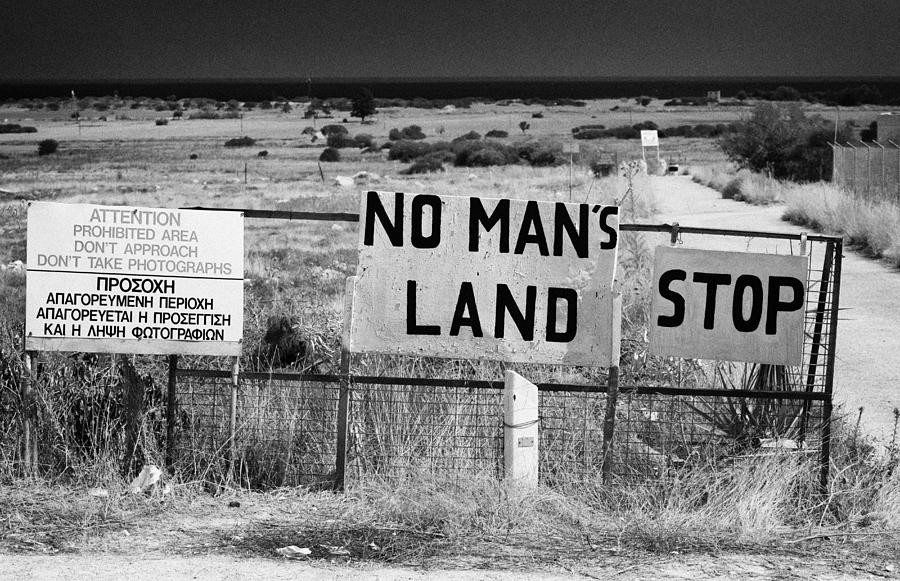 ATTENTION
PROHIBITED AREA
DON'T APPROACH
DON'T TAKE PHOTOGRAPHS
ΠΡΟΣΟΧΗ
ΑΠΑΓΟΡΕΥΜΕΝΗ ΠΕΡΙΟΧΗ
ΑΠΑΓΟΡΕΥΕΤΑΙ Η ΠΡΟΣΕΓΓΙΣΗ
ΚΑΙ Η ΛΗΨΗ ΦΩΤΟΓΡΑΦΙΩΝ
NO MAN'S
LAND
STOP